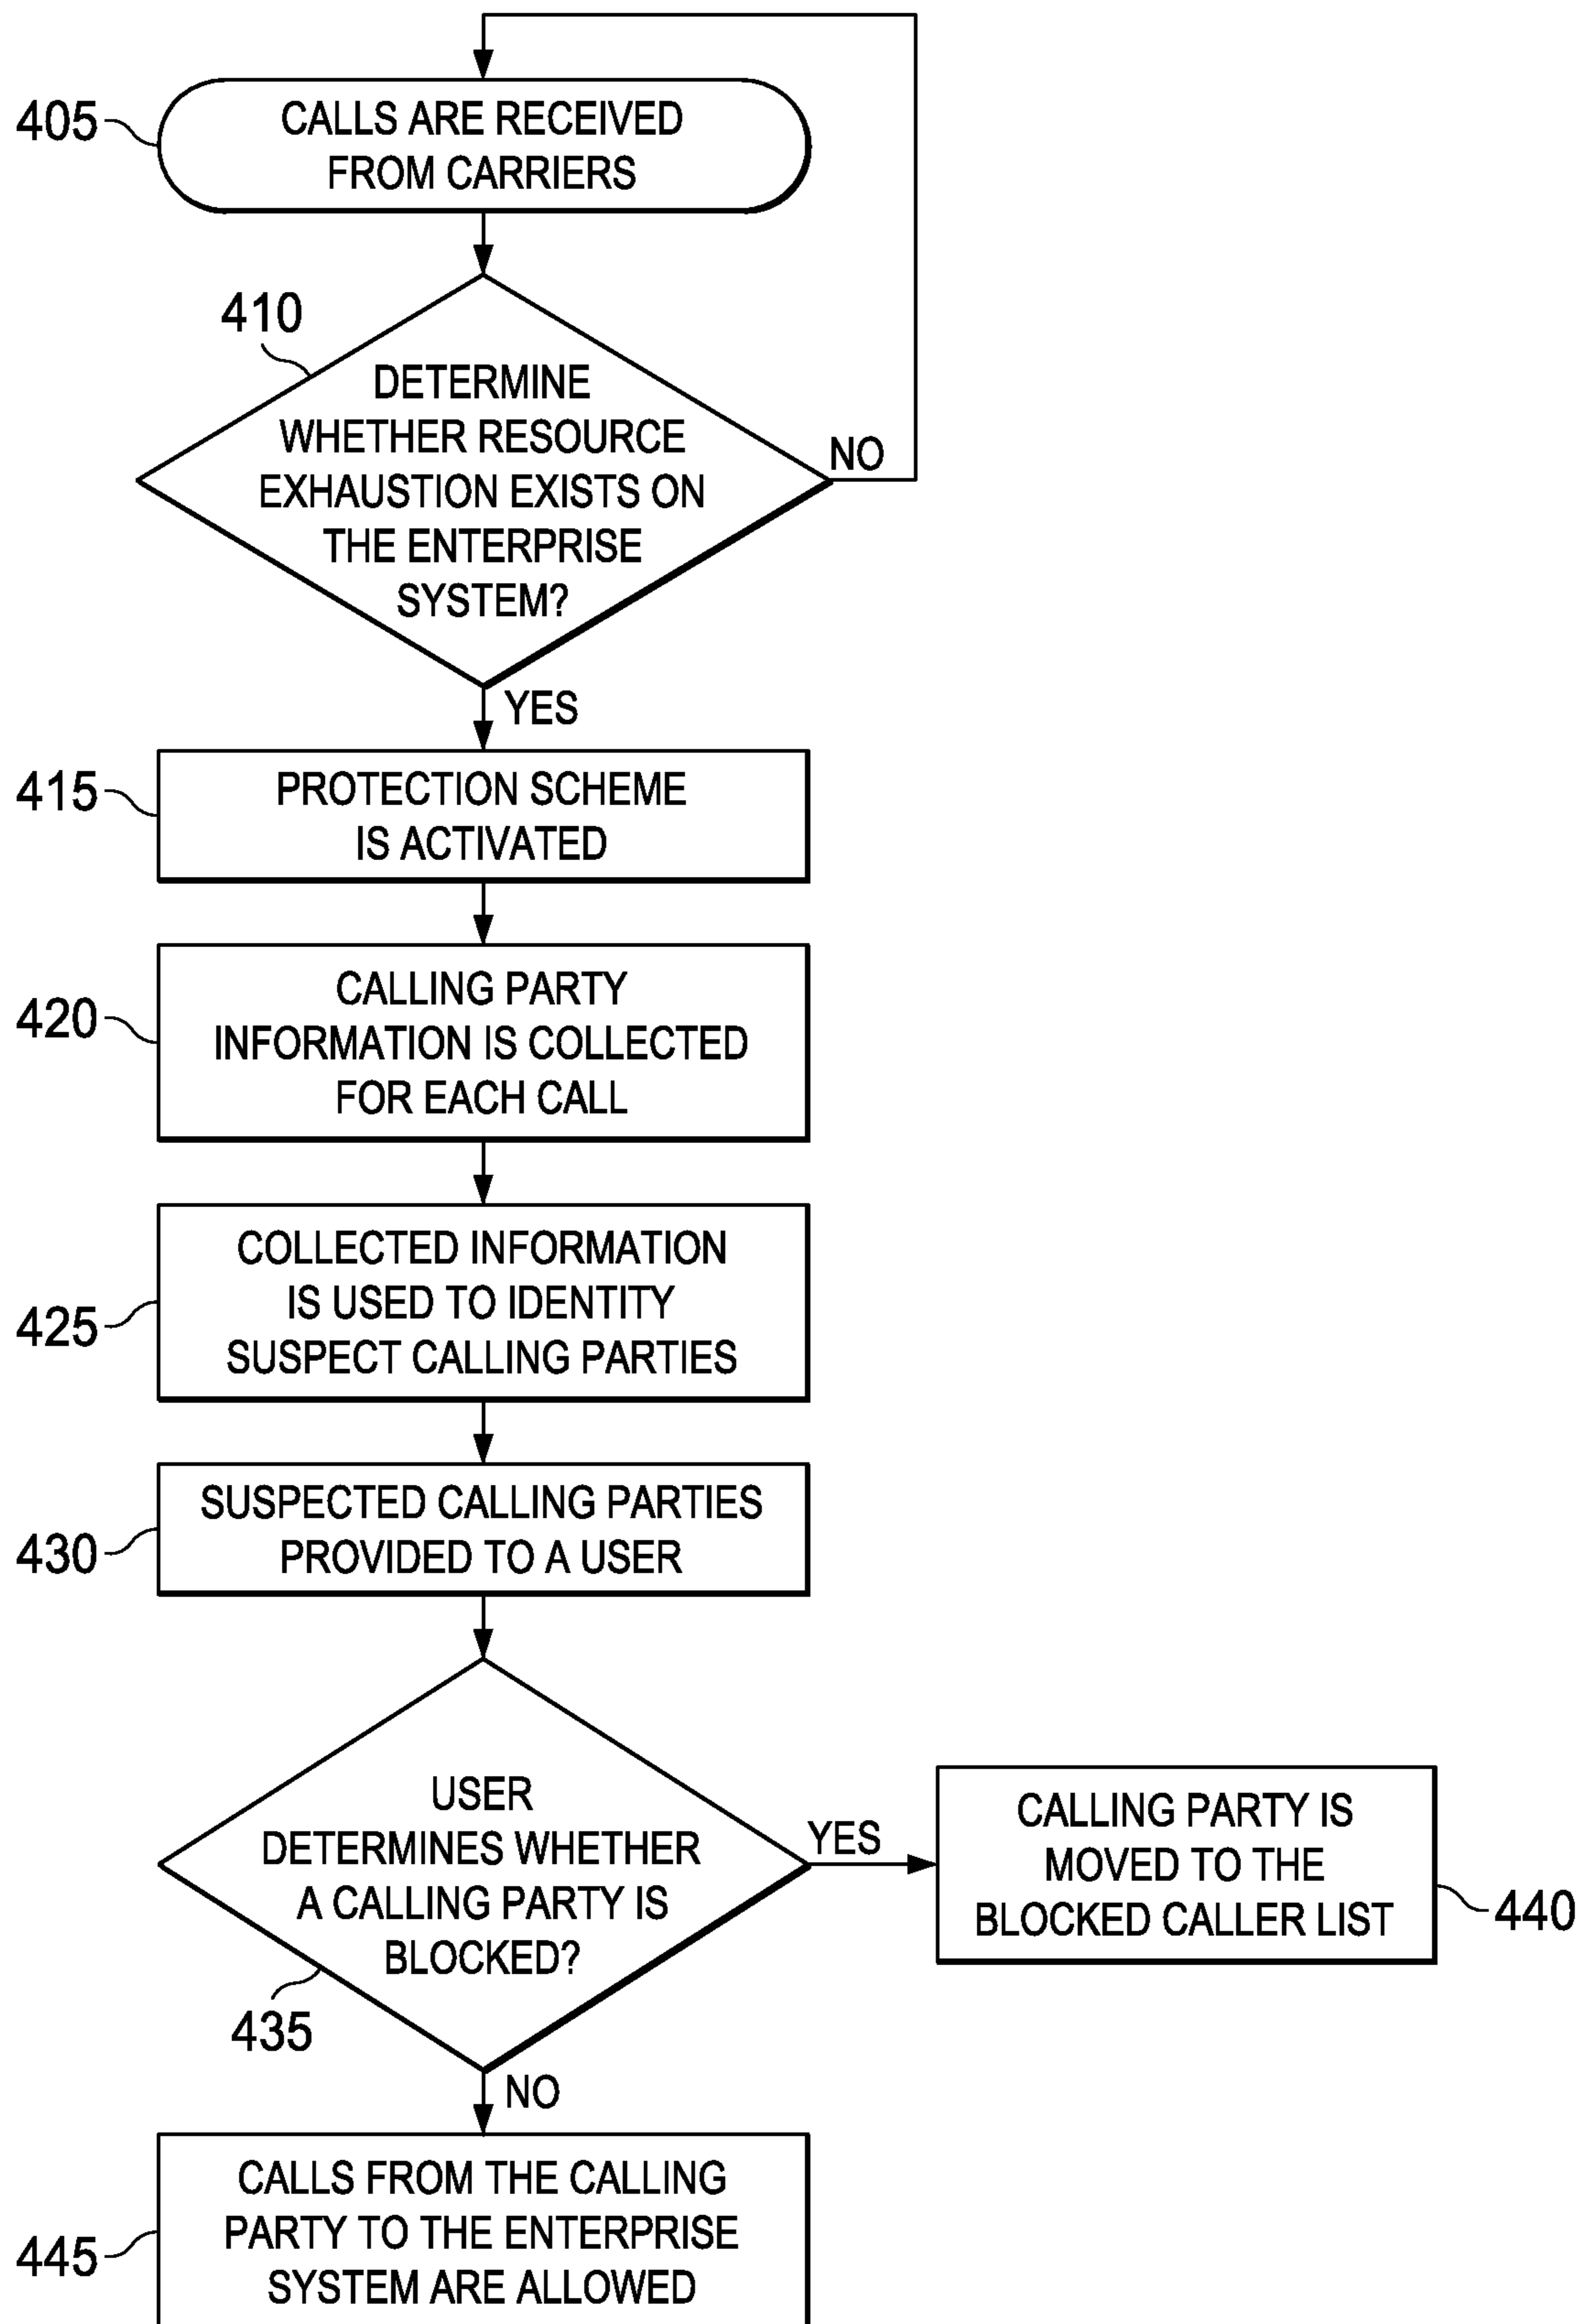 405
CALLS ARE RECEIVED
FROM CARRIERS
410
DETERMINE
WHETHER RESOURCE
EXHAUSTION EXISTS ON
THE ENTERPRISE
SYSTEM?
NO
YES
415
PROTECTION SCHEME
IS ACTIVATED
420
CALLING PARTY
INFORMATION IS COLLECTED
FOR EACH CALL
425
COLLECTED INFORMATION
IS USED TO IDENTITY
SUSPECT CALLING PARTIES
430
SUSPECTED CALLING PARTIES
PROVIDED TO A USER
USER
DETERMINES WHETHER
A CALLING PARTY IS
BLOCKED?
435
YES
CALLING PARTY IS
MOVED TO THE
BLOCKED CALLER LIST
440
NO
445
CALLS FROM THE CALLING
PARTY TO THE ENTERPRISE
SYSTEM ARE ALLOWED